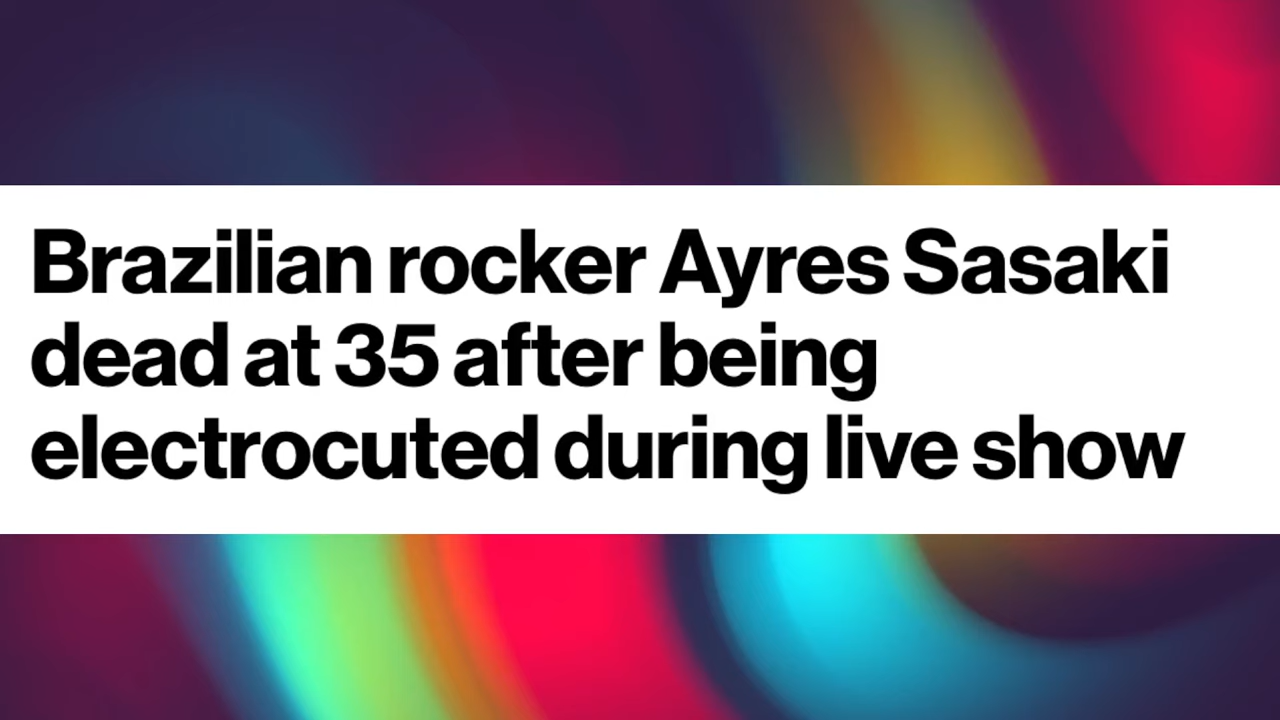 Brazilian rocker Ayres Sasaki
dead at 35 after being
electrocuted during live show